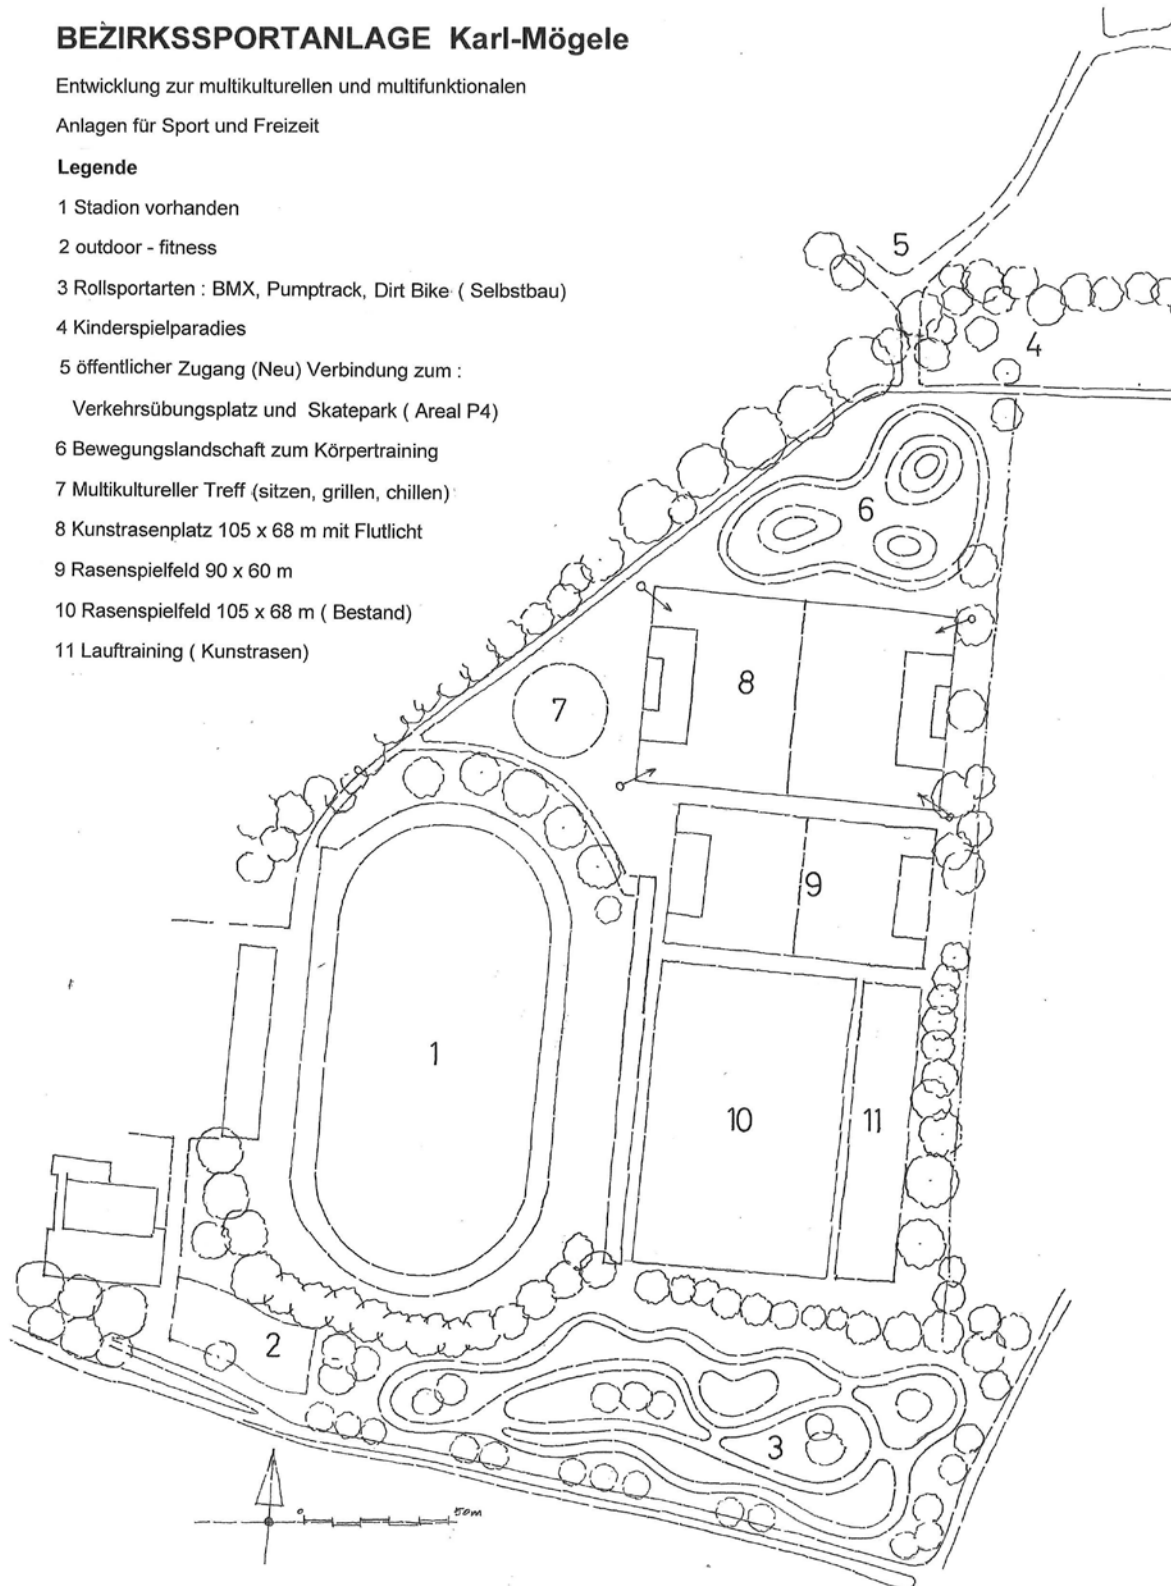 BEZIRKSSPORTANLAGE Karl-Mögele
Entwicklung zur multikulturellen und multifunktionalen
Anlagen für Sport und Freizeit
Legende
1 Stadion vorhanden
2 outdoor - fitness
3 Rollsportarten : BMX, Pumptrack, Dirt Bike ( Selbstbau)
4 Kinderspielparadies
5 öffentlicher Zugang (Neu) Verbindung zum :
Verkehrsübungsplatz und Skatepark ( Areal P4)
6 Bewegungslandschaft zum Körpertraining
7 Multikultureller Treff (sitzen, grillen, chillen)
8 Kunstrasenplatz 105 x 68 m mit Flutlicht
9 Rasenspielfeld 90 x 60 m
10 Rasenspielfeld 105 x 68 m ( Bestand)
11 Lauftraining ( Kunstrasen)
5
4
6
8
7
9
1
10
11
2
3
0
50m